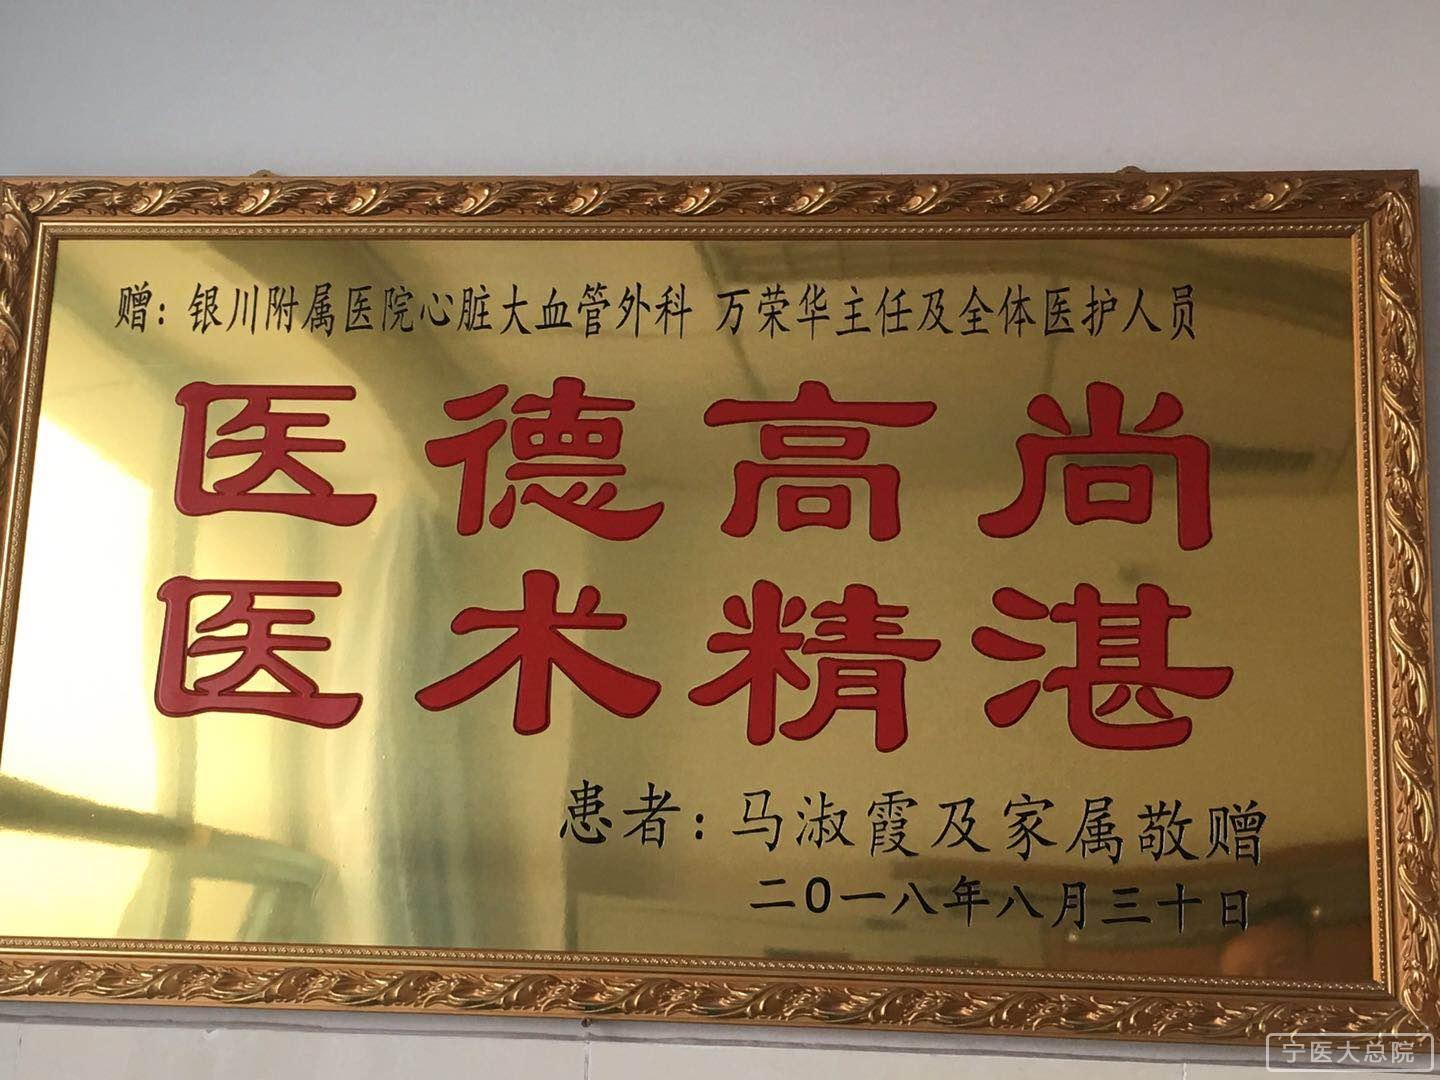 赠：银川附属医院心脏大血管外科 万荣华主任及全体医护人员
医德高尚
医术精湛
患者：马淑霞及家属敬赠
二〇一八年八月三十日
宁医大总院